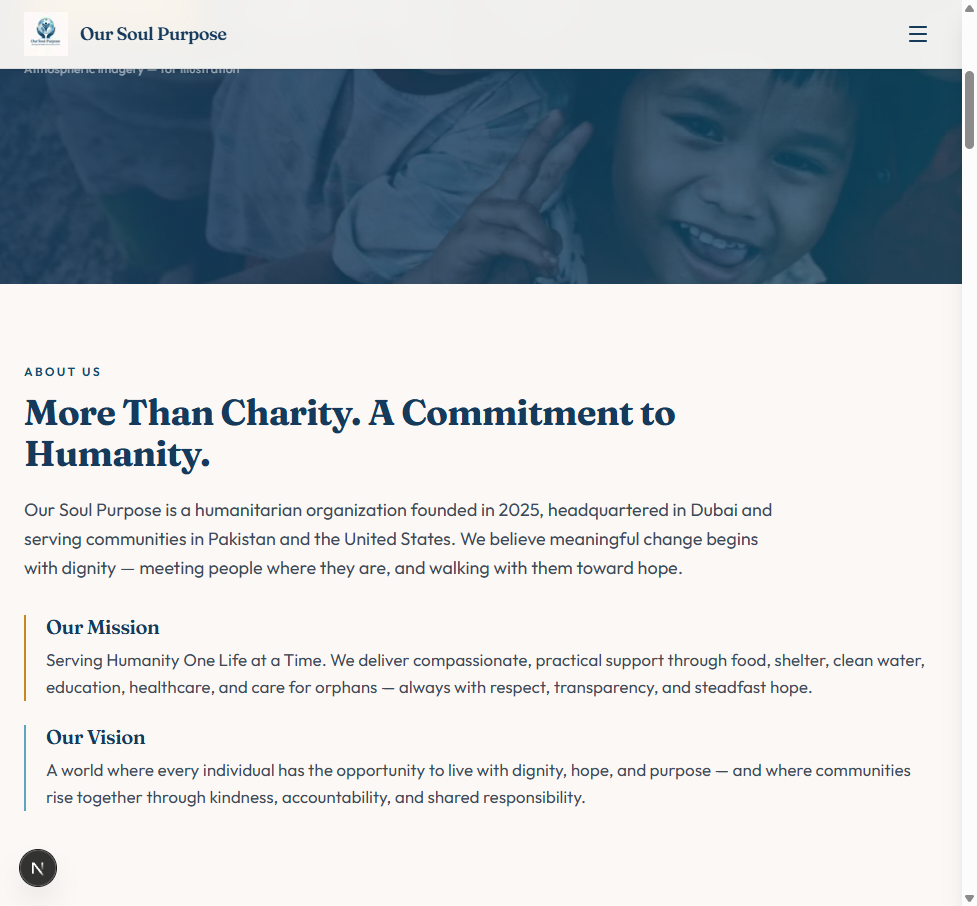 Our Soul Purpose
Our Soul Purpose
Atmospheric imagery — for illustration
ABOUT US
More Than Charity. A Commitment to
Humanity.
Our Soul Purpose is a humanitarian organization founded in 2025, headquartered in Dubai and
serving communities in Pakistan and the United States. We believe meaningful change begins
with dignity — meeting people where they are, and walking with them toward hope.
Our Mission
Serving Humanity One Life at a Time. We deliver compassionate, practical support through food, shelter, clean water,
education, healthcare, and care for orphans — always with respect, transparency, and steadfast hope.
Our Vision
A world where every individual has the opportunity to live with dignity, hope, and purpose — and where communities
rise together through kindness, accountability, and shared responsibility.
N